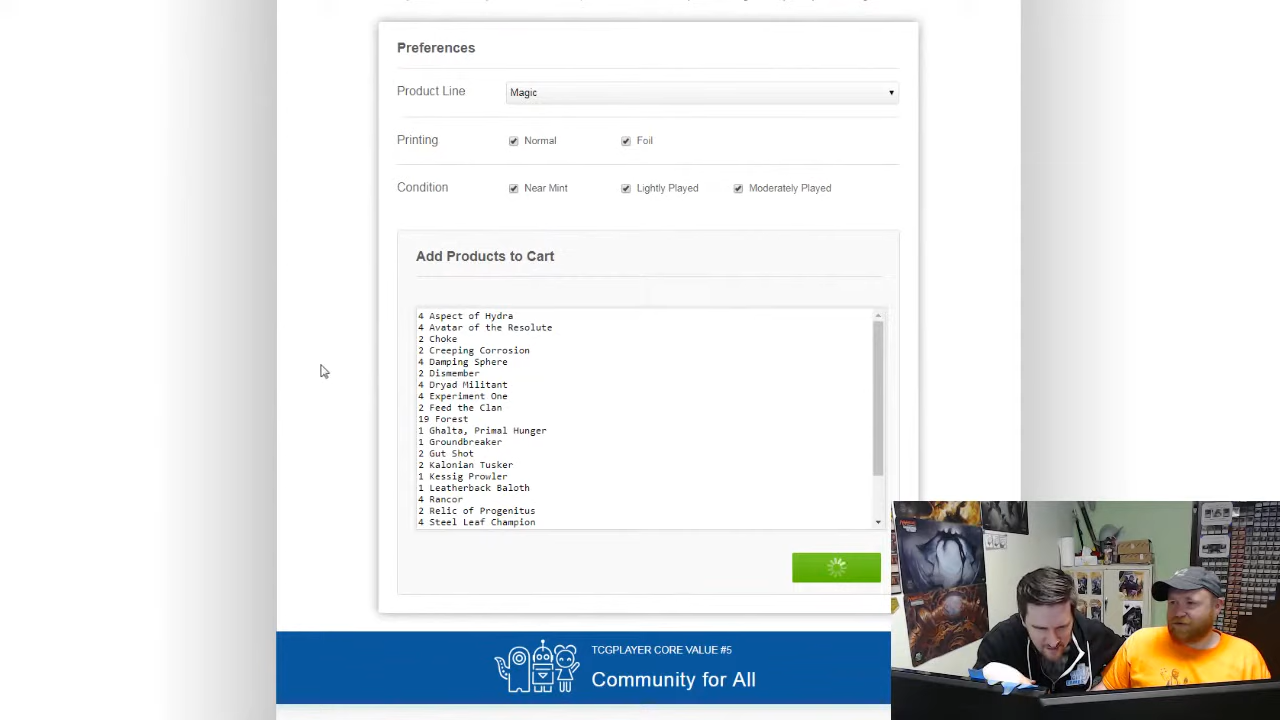 Preferences
Product Line
Magic
Printing
Normal
Foil
Condition
Near Mint
Lightly Played
Moderately Played
Add Products to Cart
4 Aspect of Hydra
4 Avatar of the Resolute
2 Choke
2 Creeping Corrosion
4 Damping Sphere
2 Dismember
4 Dryad Militant
4 Experiment One
2 Feed the Clan
19 Forest
1 Ghalta, Primal Hunger
1 Groundbreaker
2 Gut Shot
2 Kalonian Tusker
1 Kessig Prowler
1 Leatherback Baloth
4 Rancor
2 Relic of Progenitus
4 Steel Leaf Champion
TCGPLAYER CORE VALUE #5
Community for All